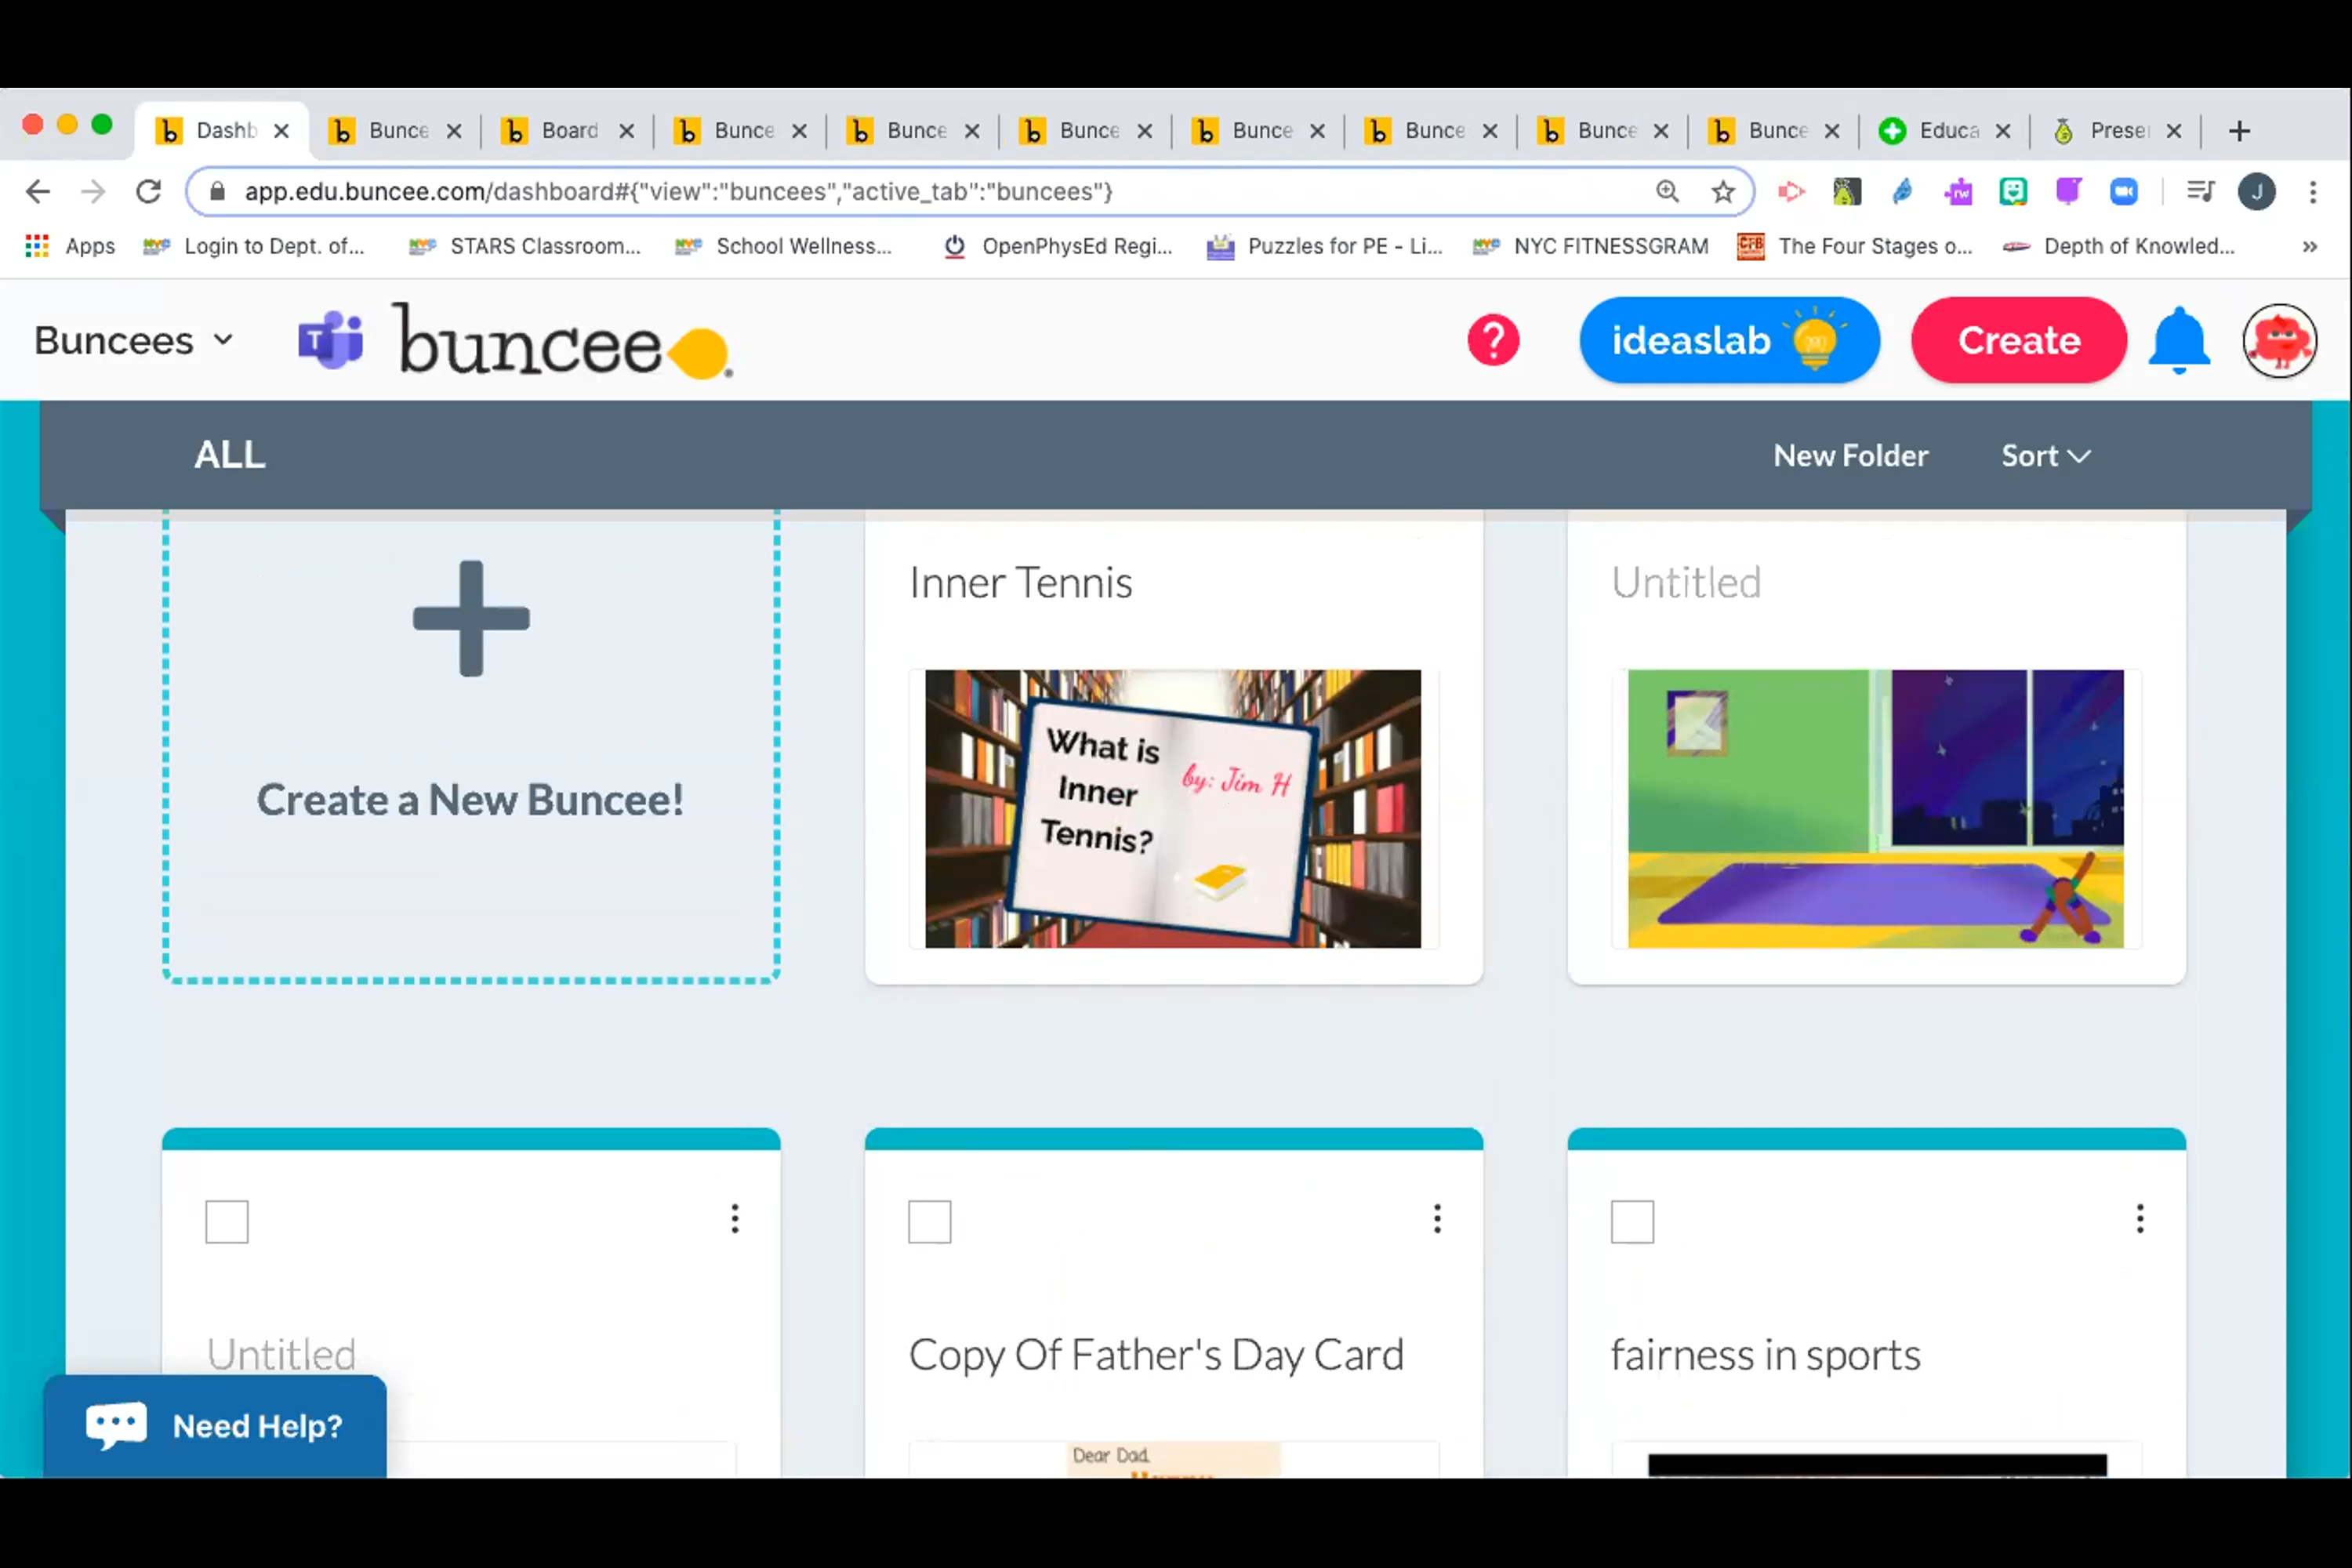 Dashb Bunce Board Bunce Bunce Bunce Bunce Bunce Bunce Bunce Educa Prese
app.edu.buncee.com/dashboard#{"view":"buncees","active_tab":"buncees"} J
Apps Login to Dept. of... STARS Classroom... School Wellness... OpenPhysEd Regi... Puzzles for PE - Li... NYC FITNESSGRAM The Four Stages o... Depth of Knowled... »
Buncees buncee ? ideaslab Create
ALL New Folder Sort
Create a New Buncee!
Inner Tennis
What is
Inner
Tennis?
by: Jim H
Untitled
Untitled
Copy Of Father's Day Card
Dear Dad
fairness in sports
Need Help?